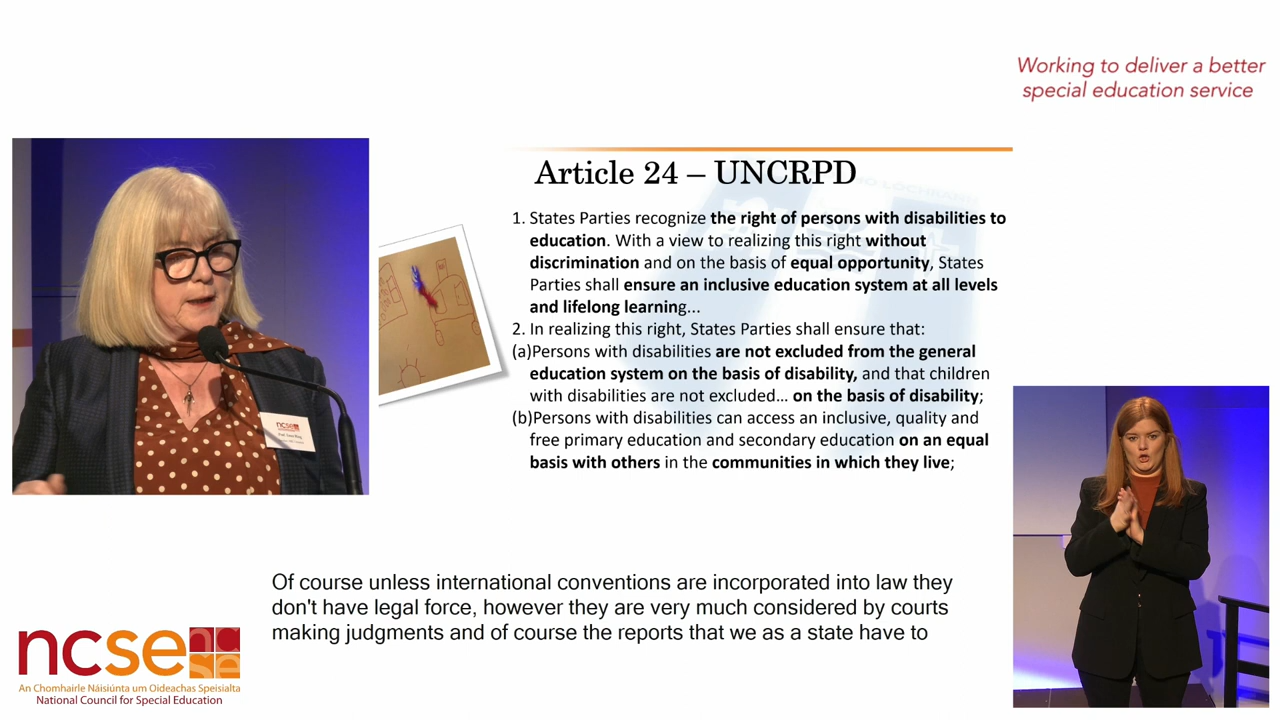 Working to deliver a better
special education service
Article 24 – UNCRPD
1. States Parties recognize the right of persons with disabilities to
education. With a view to realizing this right without
discrimination and on the basis of equal opportunity, States
Parties shall ensure an inclusive education system at all levels
and lifelong learning...
2. In realizing this right, States Parties shall ensure that:
(a)Persons with disabilities are not excluded from the general
education system on the basis of disability, and that children
with disabilities are not excluded... on the basis of disability;
(b)Persons with disabilities can access an inclusive, quality and
free primary education and secondary education on an equal
basis with others in the communities in which they live;
ncse
Of course unless international conventions are incorporated into law they
don't have legal force, however they are very much considered by courts
making judgments and of course the reports that we as a state have to
ncse
nc
se
An Chomhairle Náisiúnta um Oideachas Speisialta
National Council for Special Education